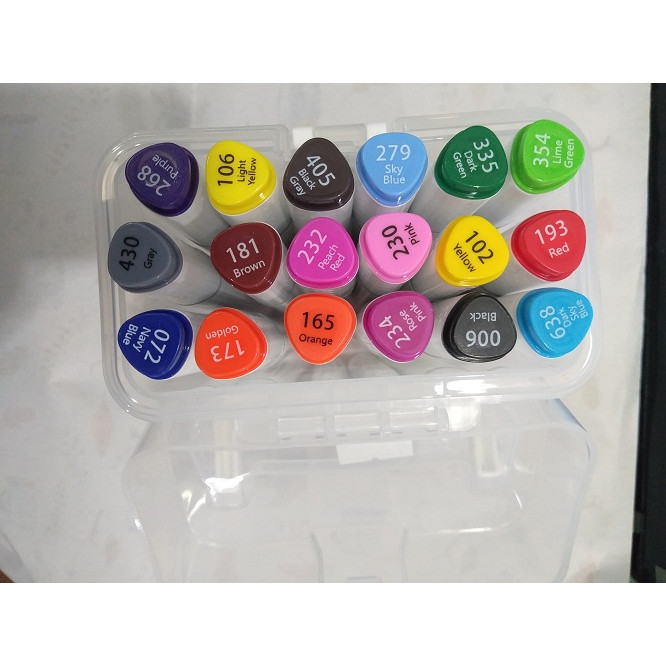 268
Purple
106
Light
Yellow
405
Black
Gray
279
Sky
Blue
335
Dark
Green
354
Lime
Green
430
Gray
181
Brown
232
Peach
Red
230
Pink
102
Yellow
193
Red
072
Navy
Blue
173
Golden
165
Orange
234
Rose
Pink
900
Black
638
Dark
Sky
Blue